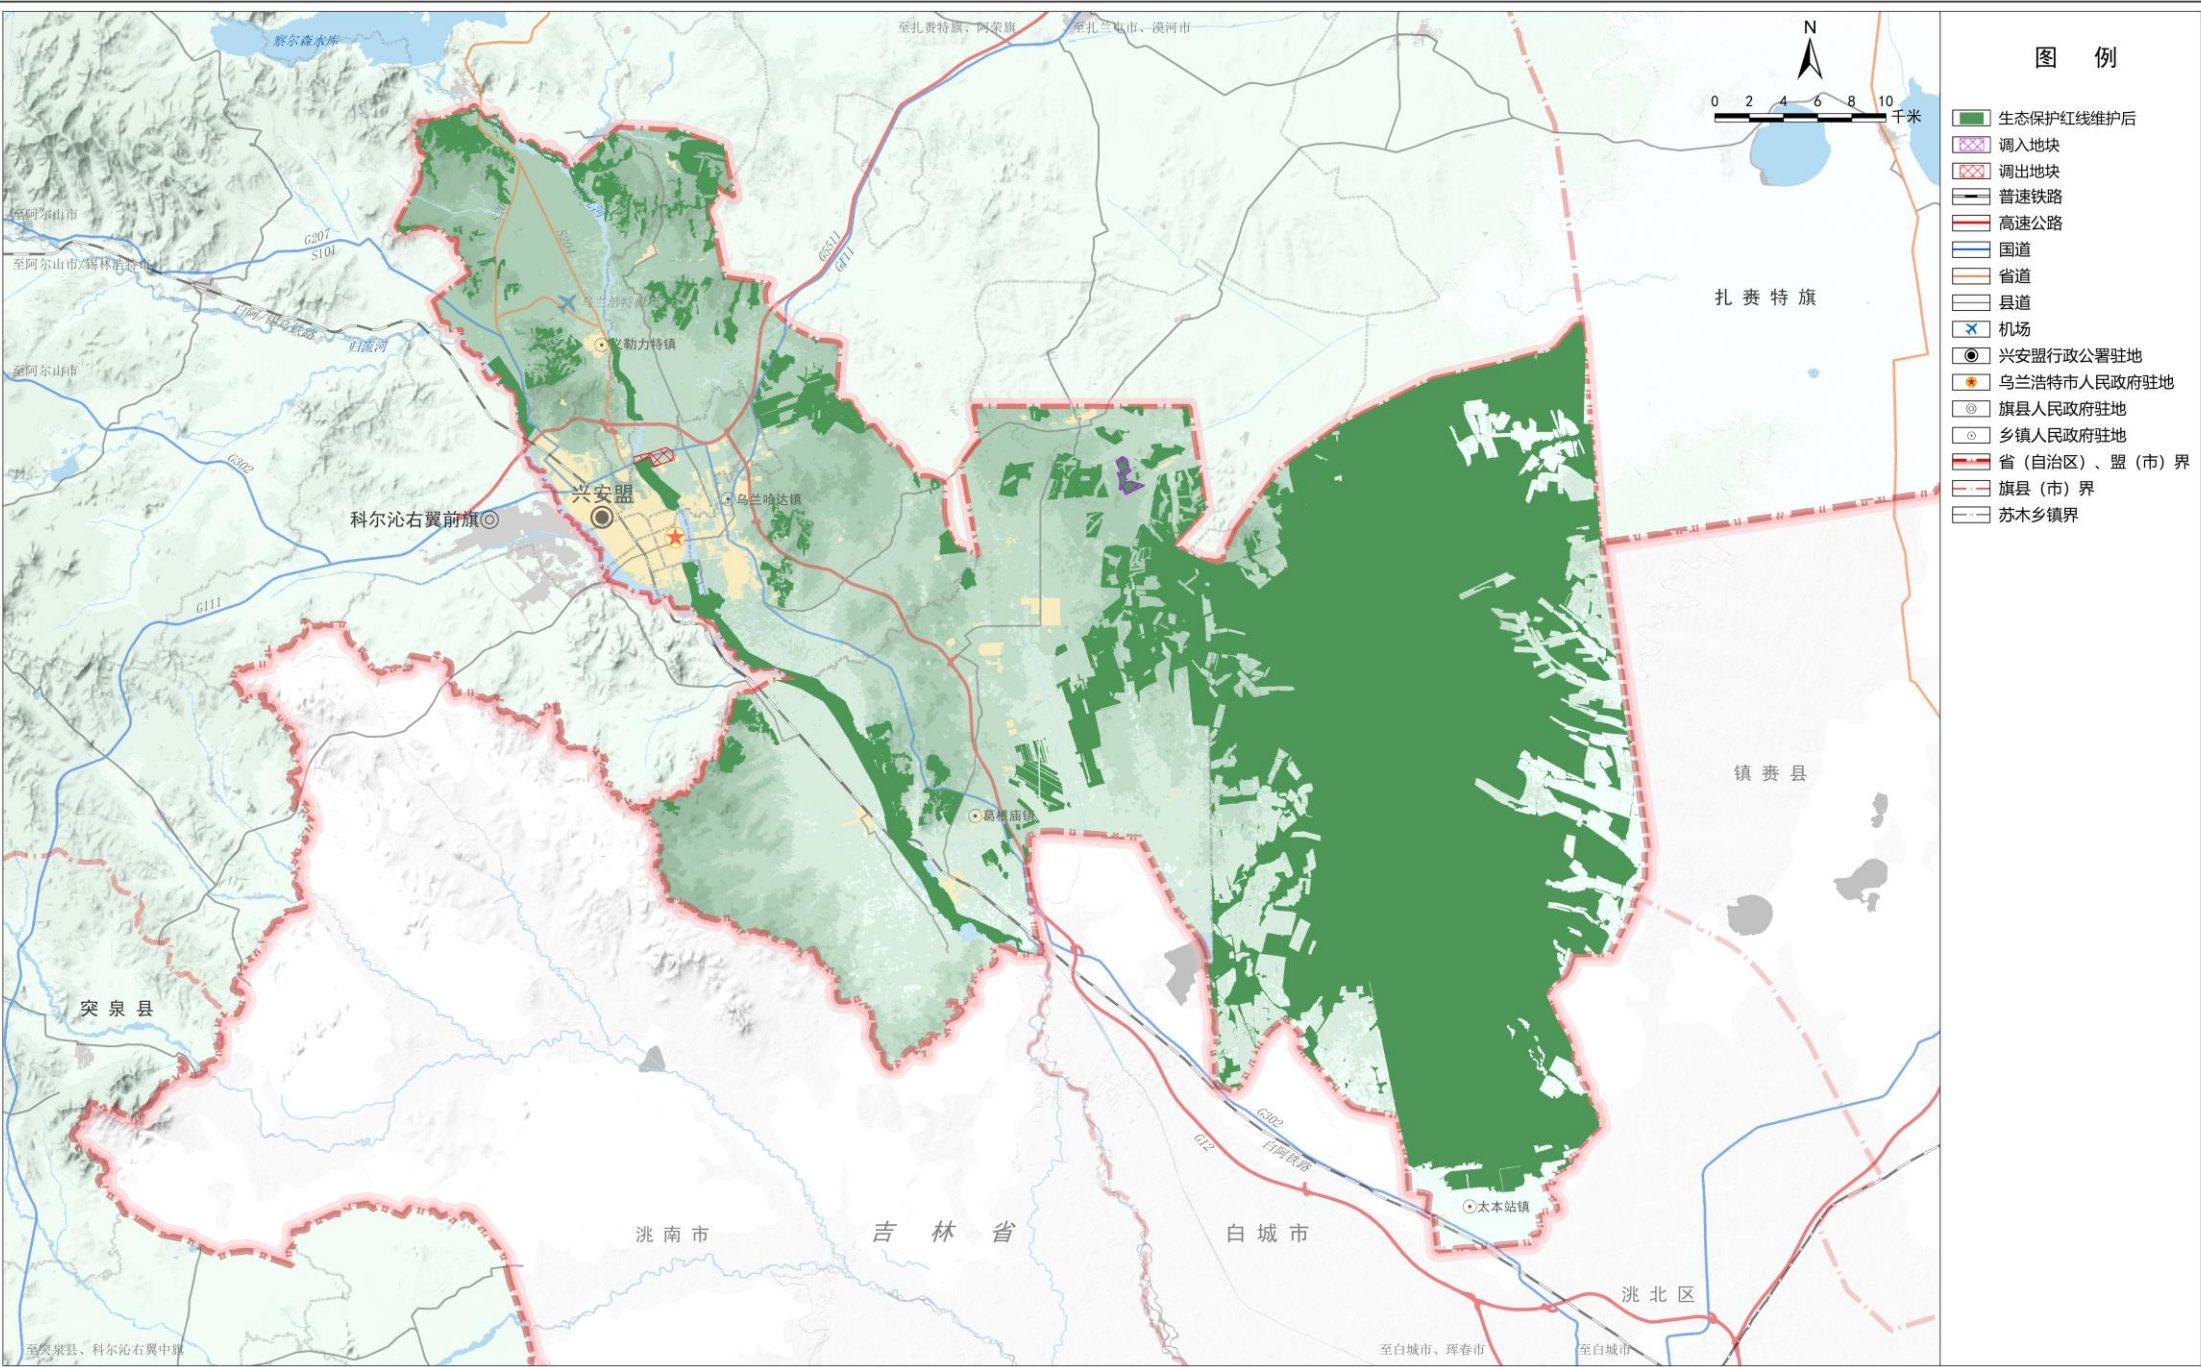 察尔森水库
至扎赉特旗、阿荣旗
至扎兰屯市、漠河市
N
0 2 4 6 8 10
千米
至阿尔山市
G207
S101
至阿尔山市/锡林浩特市
S203
S201
G5511
G111
归流河
至阿尔山市
义勒力特镇
扎赉特旗
G302
兴安盟
乌兰哈达镇
科尔沁右翼前旗
G111
镇赉县
葛根庙镇
突泉县
G302
G12
白阿铁路
太本站镇
洮南市
吉林省
白城市
洮北区
至突泉县、科尔沁右翼中旗
至白城市、珲春市
至白城市
图 例
生态保护红线维护后
调入地块
调出地块
普速铁路
高速公路
国道
省道
县道
机场
兴安盟行政公署驻地
乌兰浩特市人民政府驻地
旗县人民政府驻地
乡镇人民政府驻地
省（自治区）、盟（市）界
旗县（市）界
苏木乡镇界